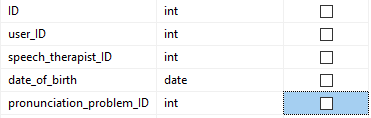 ID int
user_ID int
speech_therapist_ID int
date_of_birth date
pronunciation_problem_ID int